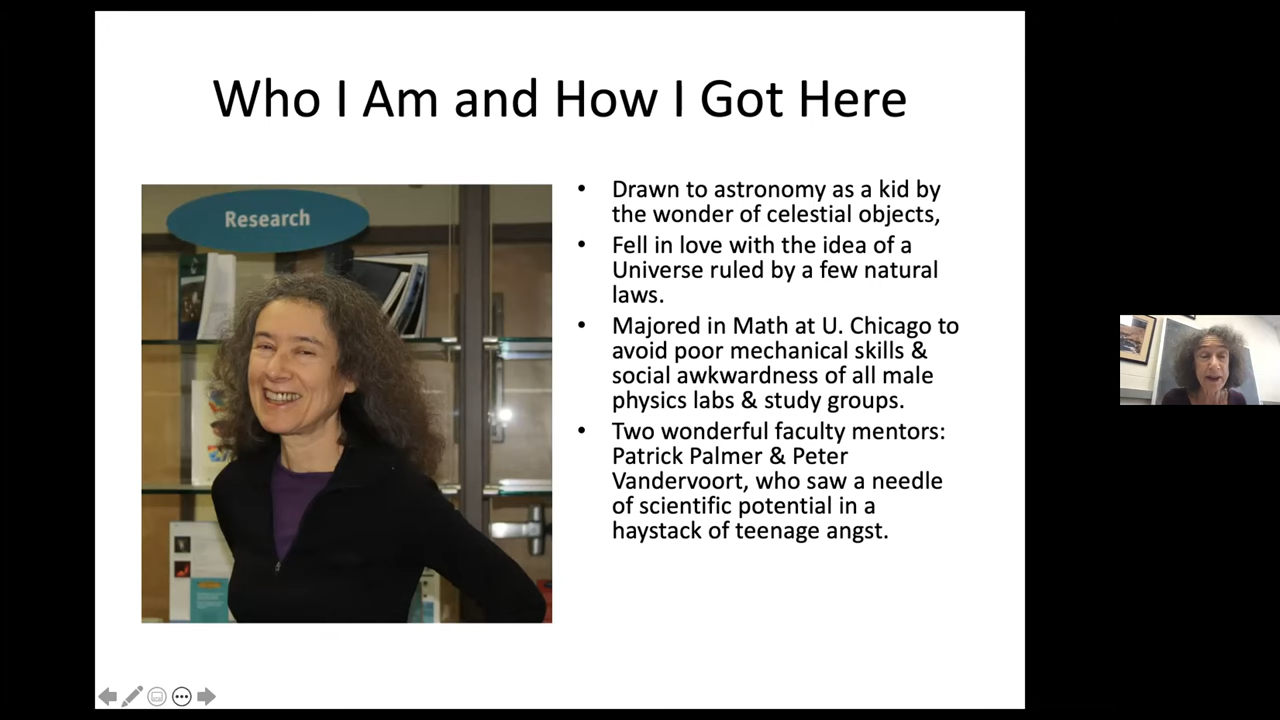 Who I Am and How I Got Here
Research
• Drawn to astronomy as a kid by
the wonder of celestial objects,
• Fell in love with the idea of a
Universe ruled by a few natural
laws.
• Majored in Math at U. Chicago to
avoid poor mechanical skills &
social awkwardness of all male
physics labs & study groups.
• Two wonderful faculty mentors:
Patrick Palmer & Peter
Vandervoort, who saw a needle
of scientific potential in a
haystack of teenage angst.